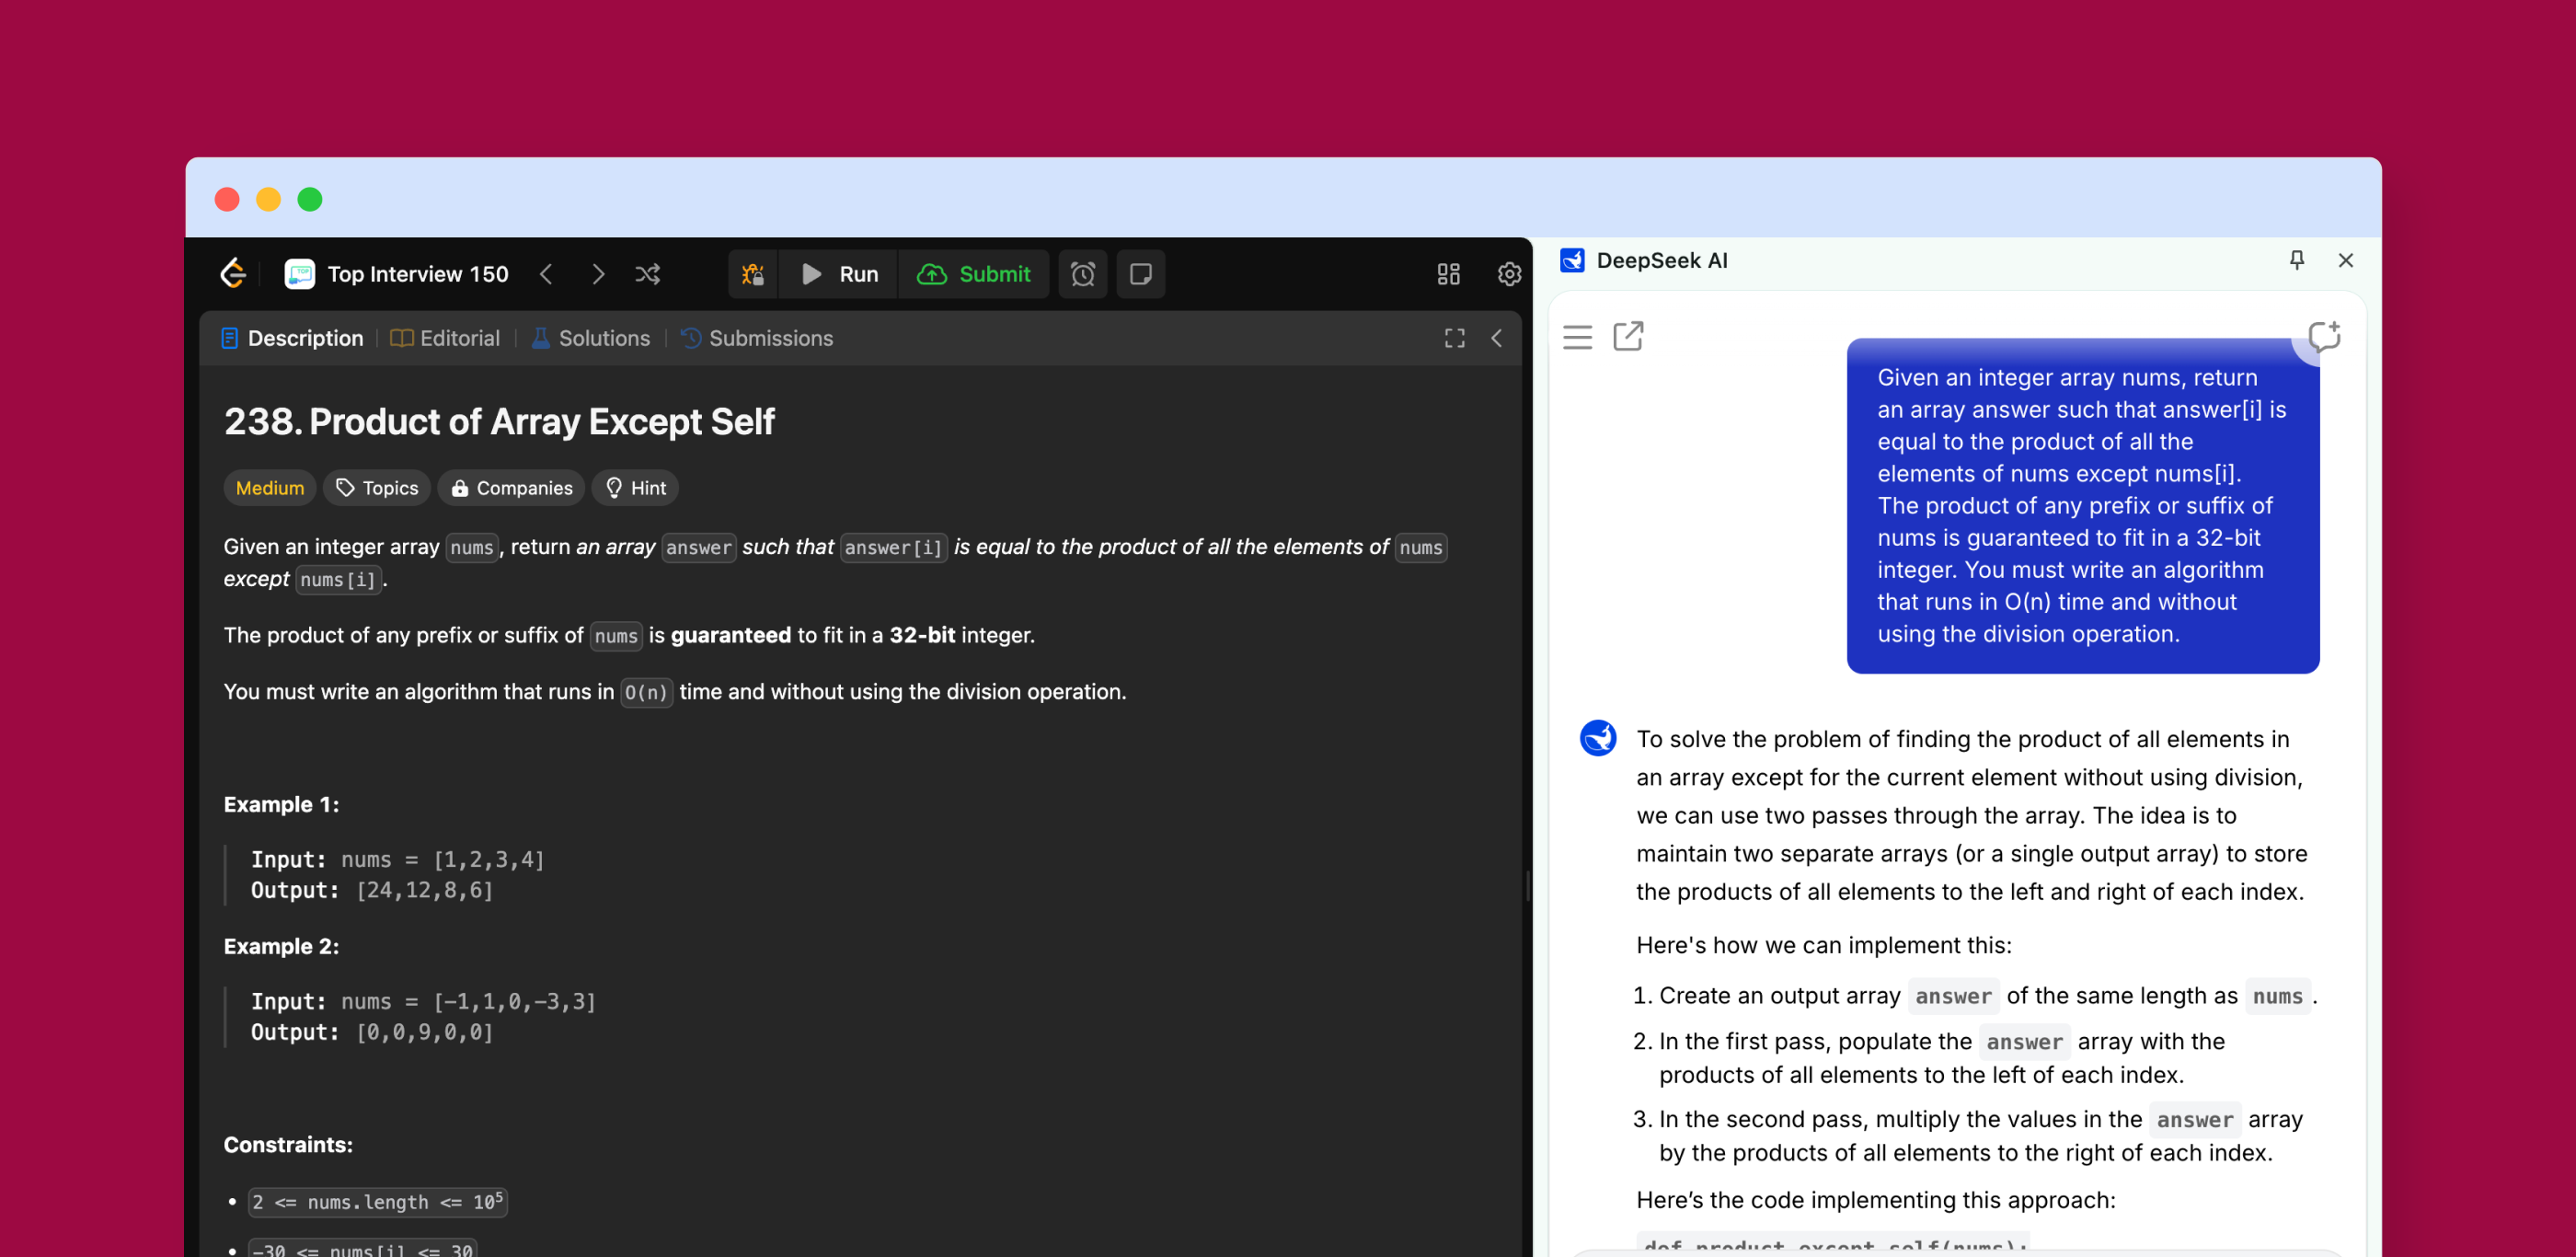 Top Interview 150
Run
Submit
Description
Editorial
Solutions
Submissions
238. Product of Array Except Self
Medium
Topics
Companies
Hint
Given an integer array nums, return an array answer such that answer[i] is equal to the product of all the elements of nums
except nums[i].
The product of any prefix or suffix of nums is guaranteed to fit in a 32-bit integer.
You must write an algorithm that runs in O(n) time and without using the division operation.
Example 1:
Input: nums = [1,2,3,4]
Output: [24,12,8,6]
Example 2:
Input: nums = [-1,1,0,-3,3]
Output: [0,0,9,0,0]
Constraints:
• 2 <= nums.length <= 10⁵
• -30 <= nums[i] <= 30
DeepSeek AI
Given an integer array nums, return
an array answer such that answer[i] is
equal to the product of all the
elements of nums except nums[i].
The product of any prefix or suffix of
nums is guaranteed to fit in a 32-bit
integer. You must write an algorithm
that runs in O(n) time and without
using the division operation.
To solve the problem of finding the product of all elements in
an array except for the current element without using division,
we can use two passes through the array. The idea is to
maintain two separate arrays (or a single output array) to store
the products of all elements to the left and right of each index.
Here's how we can implement this:
1. Create an output array answer of the same length as nums.
2. In the first pass, populate the answer array with the
products of all elements to the left of each index.
3. In the second pass, multiply the values in the answer array
by the products of all elements to the right of each index.
Here’s the code implementing this approach:
def product_except_self(nums):